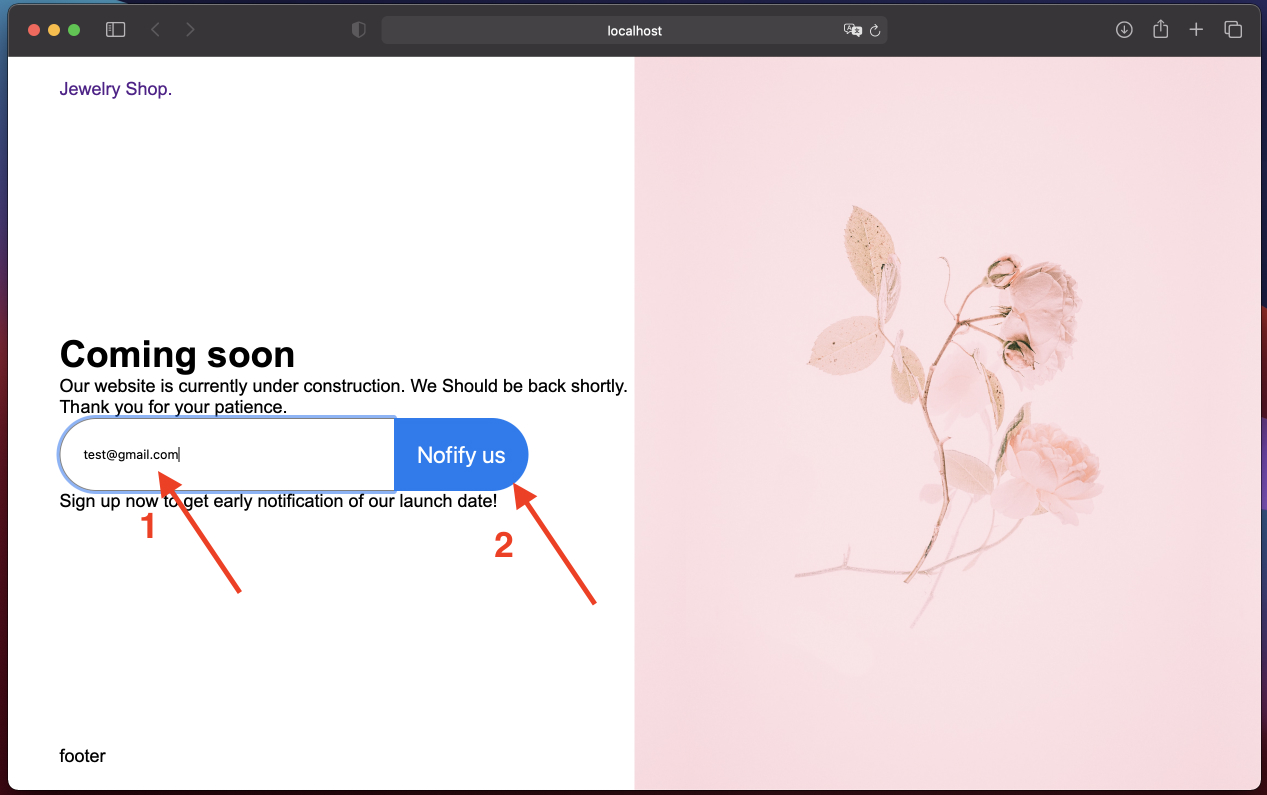 localhost
Jewelry Shop.
Coming soon
Our website is currently under construction. We Should be back shortly.
Thank you for your patience.
test@gmail.com
Nofify us
Sign up now to get early notification of our launch date!
1
2
footer